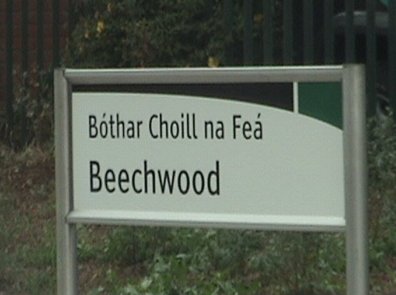 Bóthar Choill na Feá
Beechwood